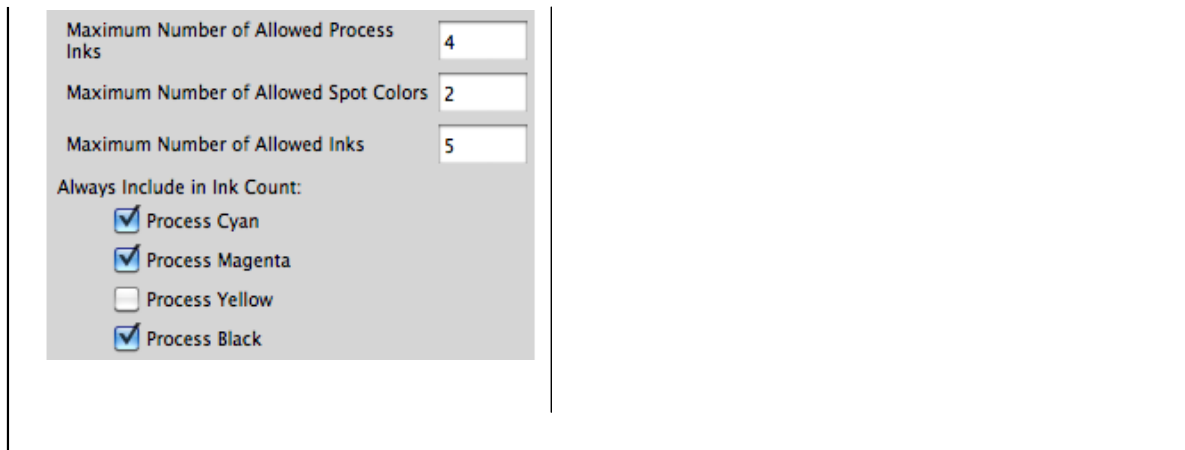 Maximum Number of Allowed Process
Inks
4
Maximum Number of Allowed Spot Colors
2
Maximum Number of Allowed Inks
5
Always Include in Ink Count:
Process Cyan
Process Magenta
Process Yellow
Process Black